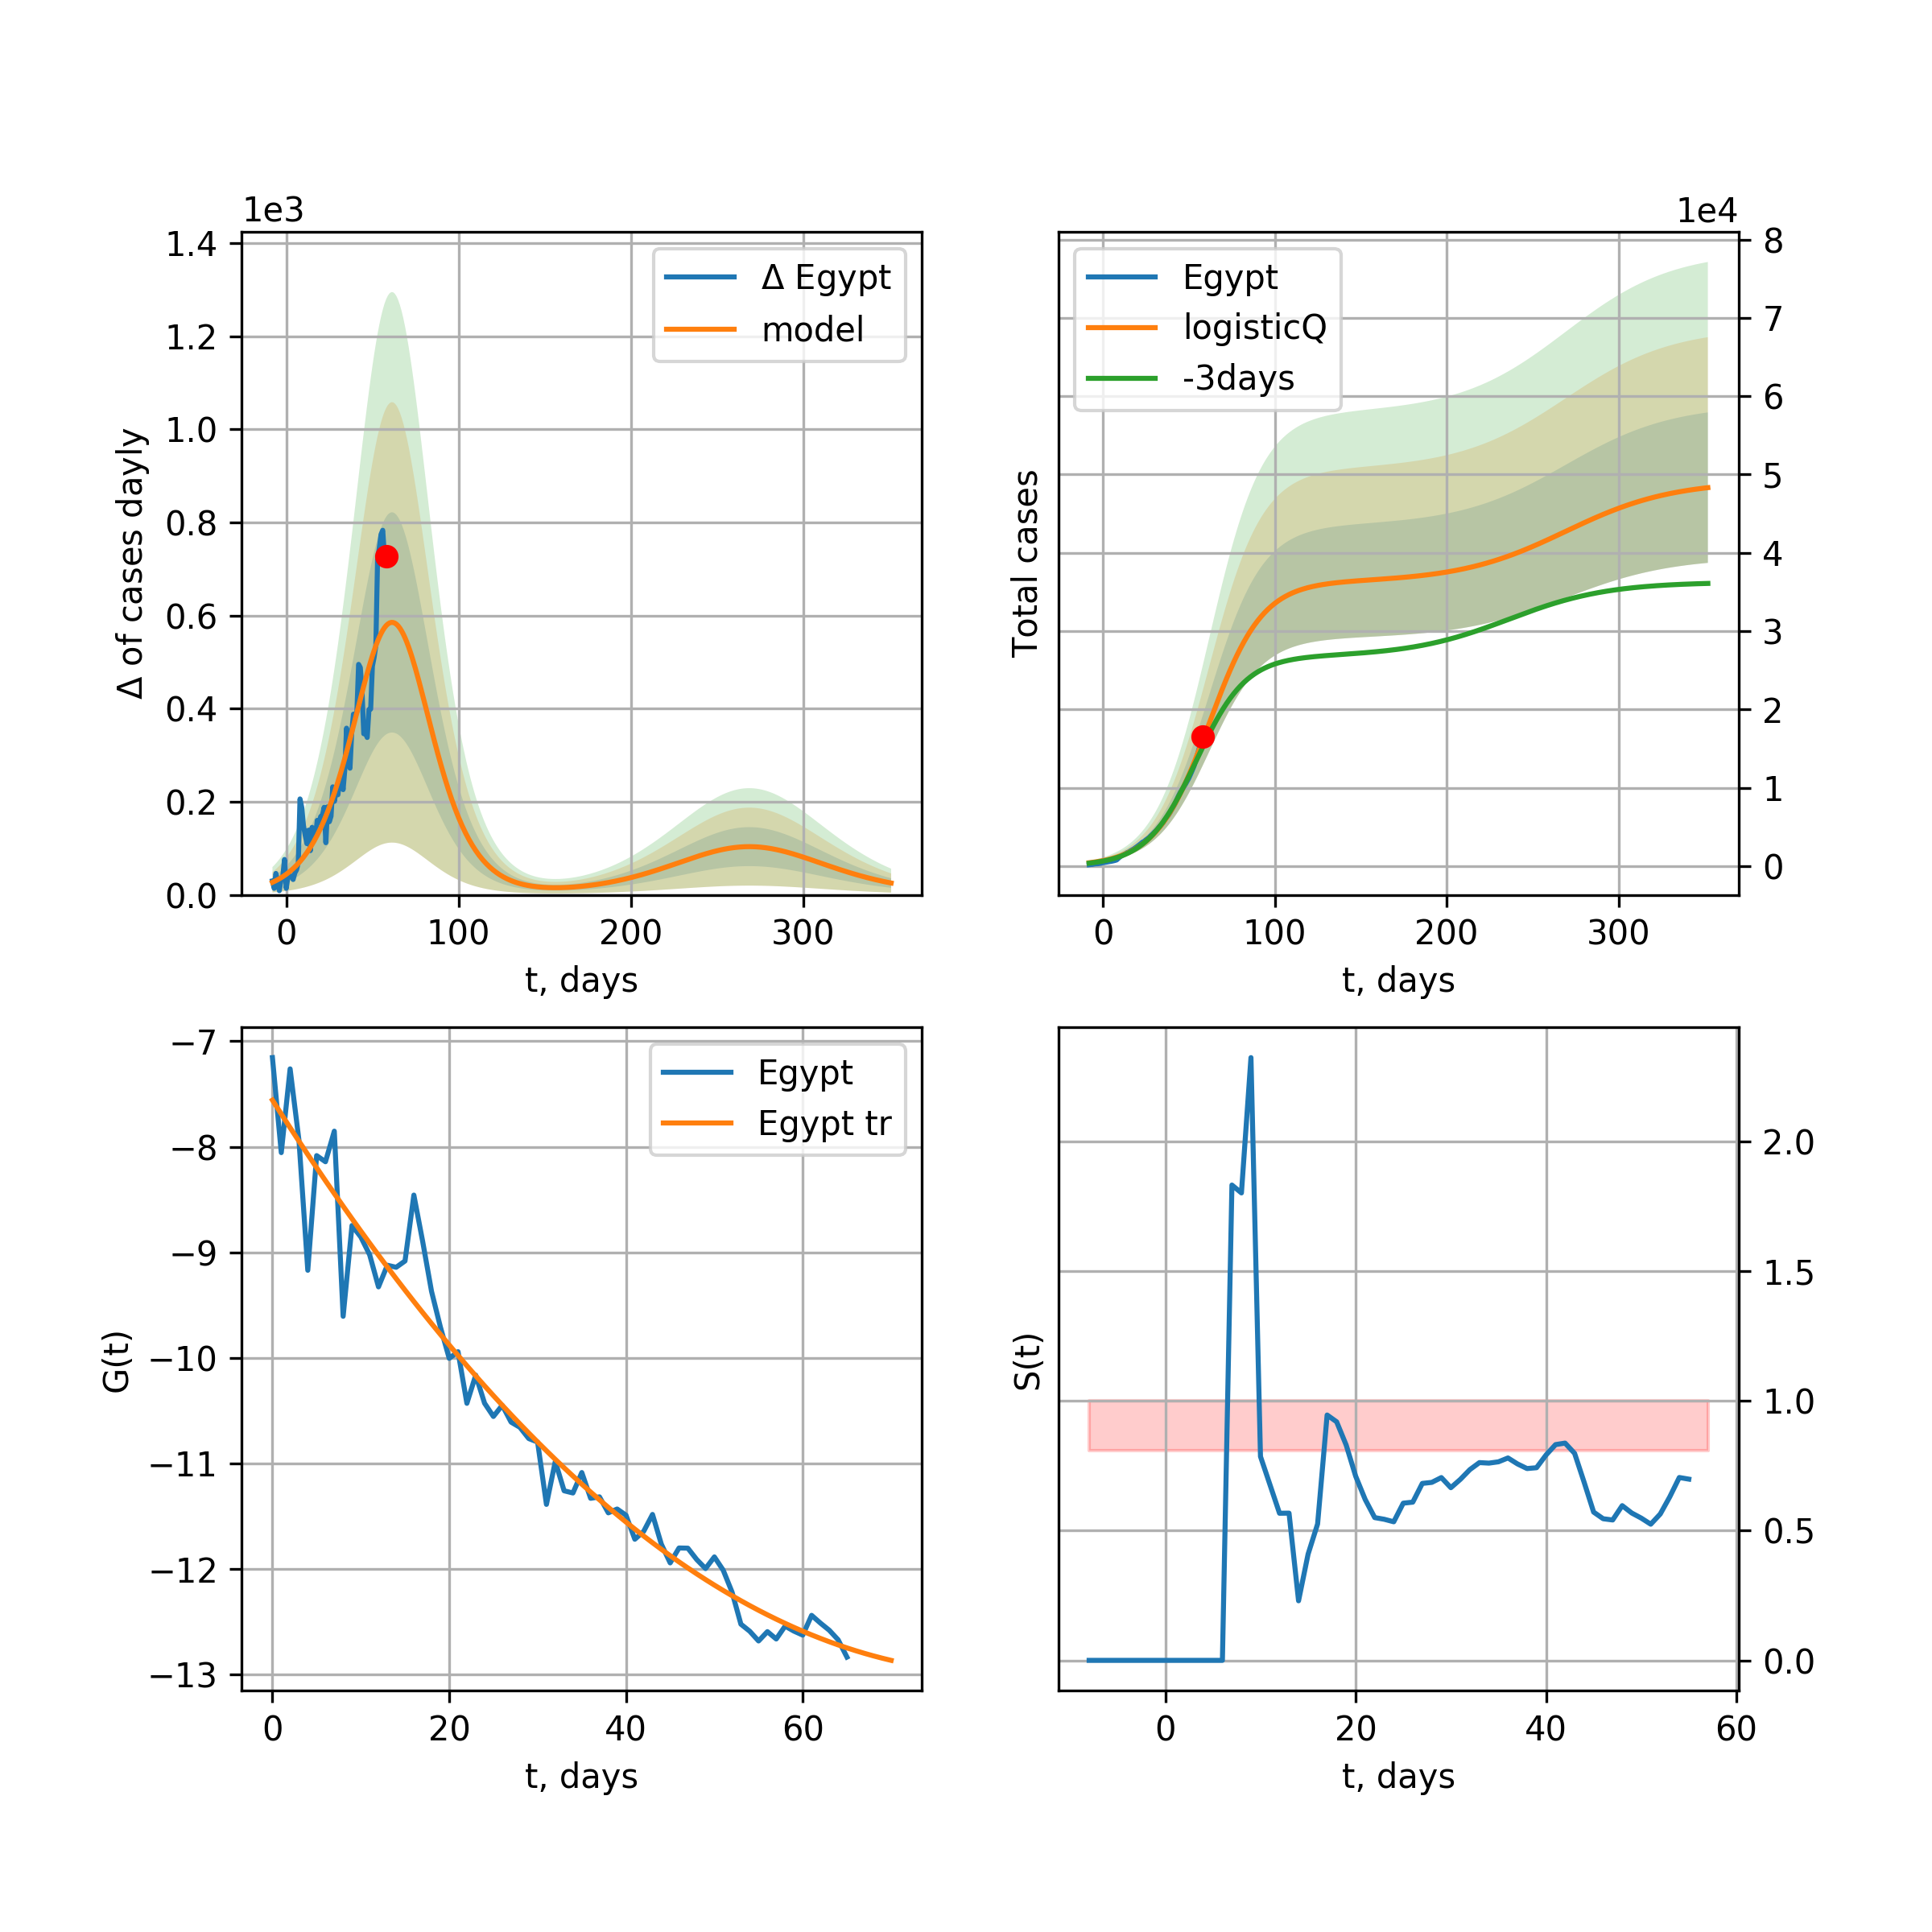 1e3
1.4
1.2
1.0
0.8
0.6
0.4
0.2
0.0
Δ of cases dayly
Δ Egypt
model
0 100 200 300
t, days
1e4
8
7
6
5
4
3
2
1
0
Total cases
Egypt
logisticQ
-3days
0 100 200 300
t, days
−7
−8
−9
−10
−11
−12
−13
G(t)
Egypt
Egypt tr
0 20 40 60
t, days
2.0
1.5
1.0
0.5
0.0
S(t)
0 20 40 60
t, days